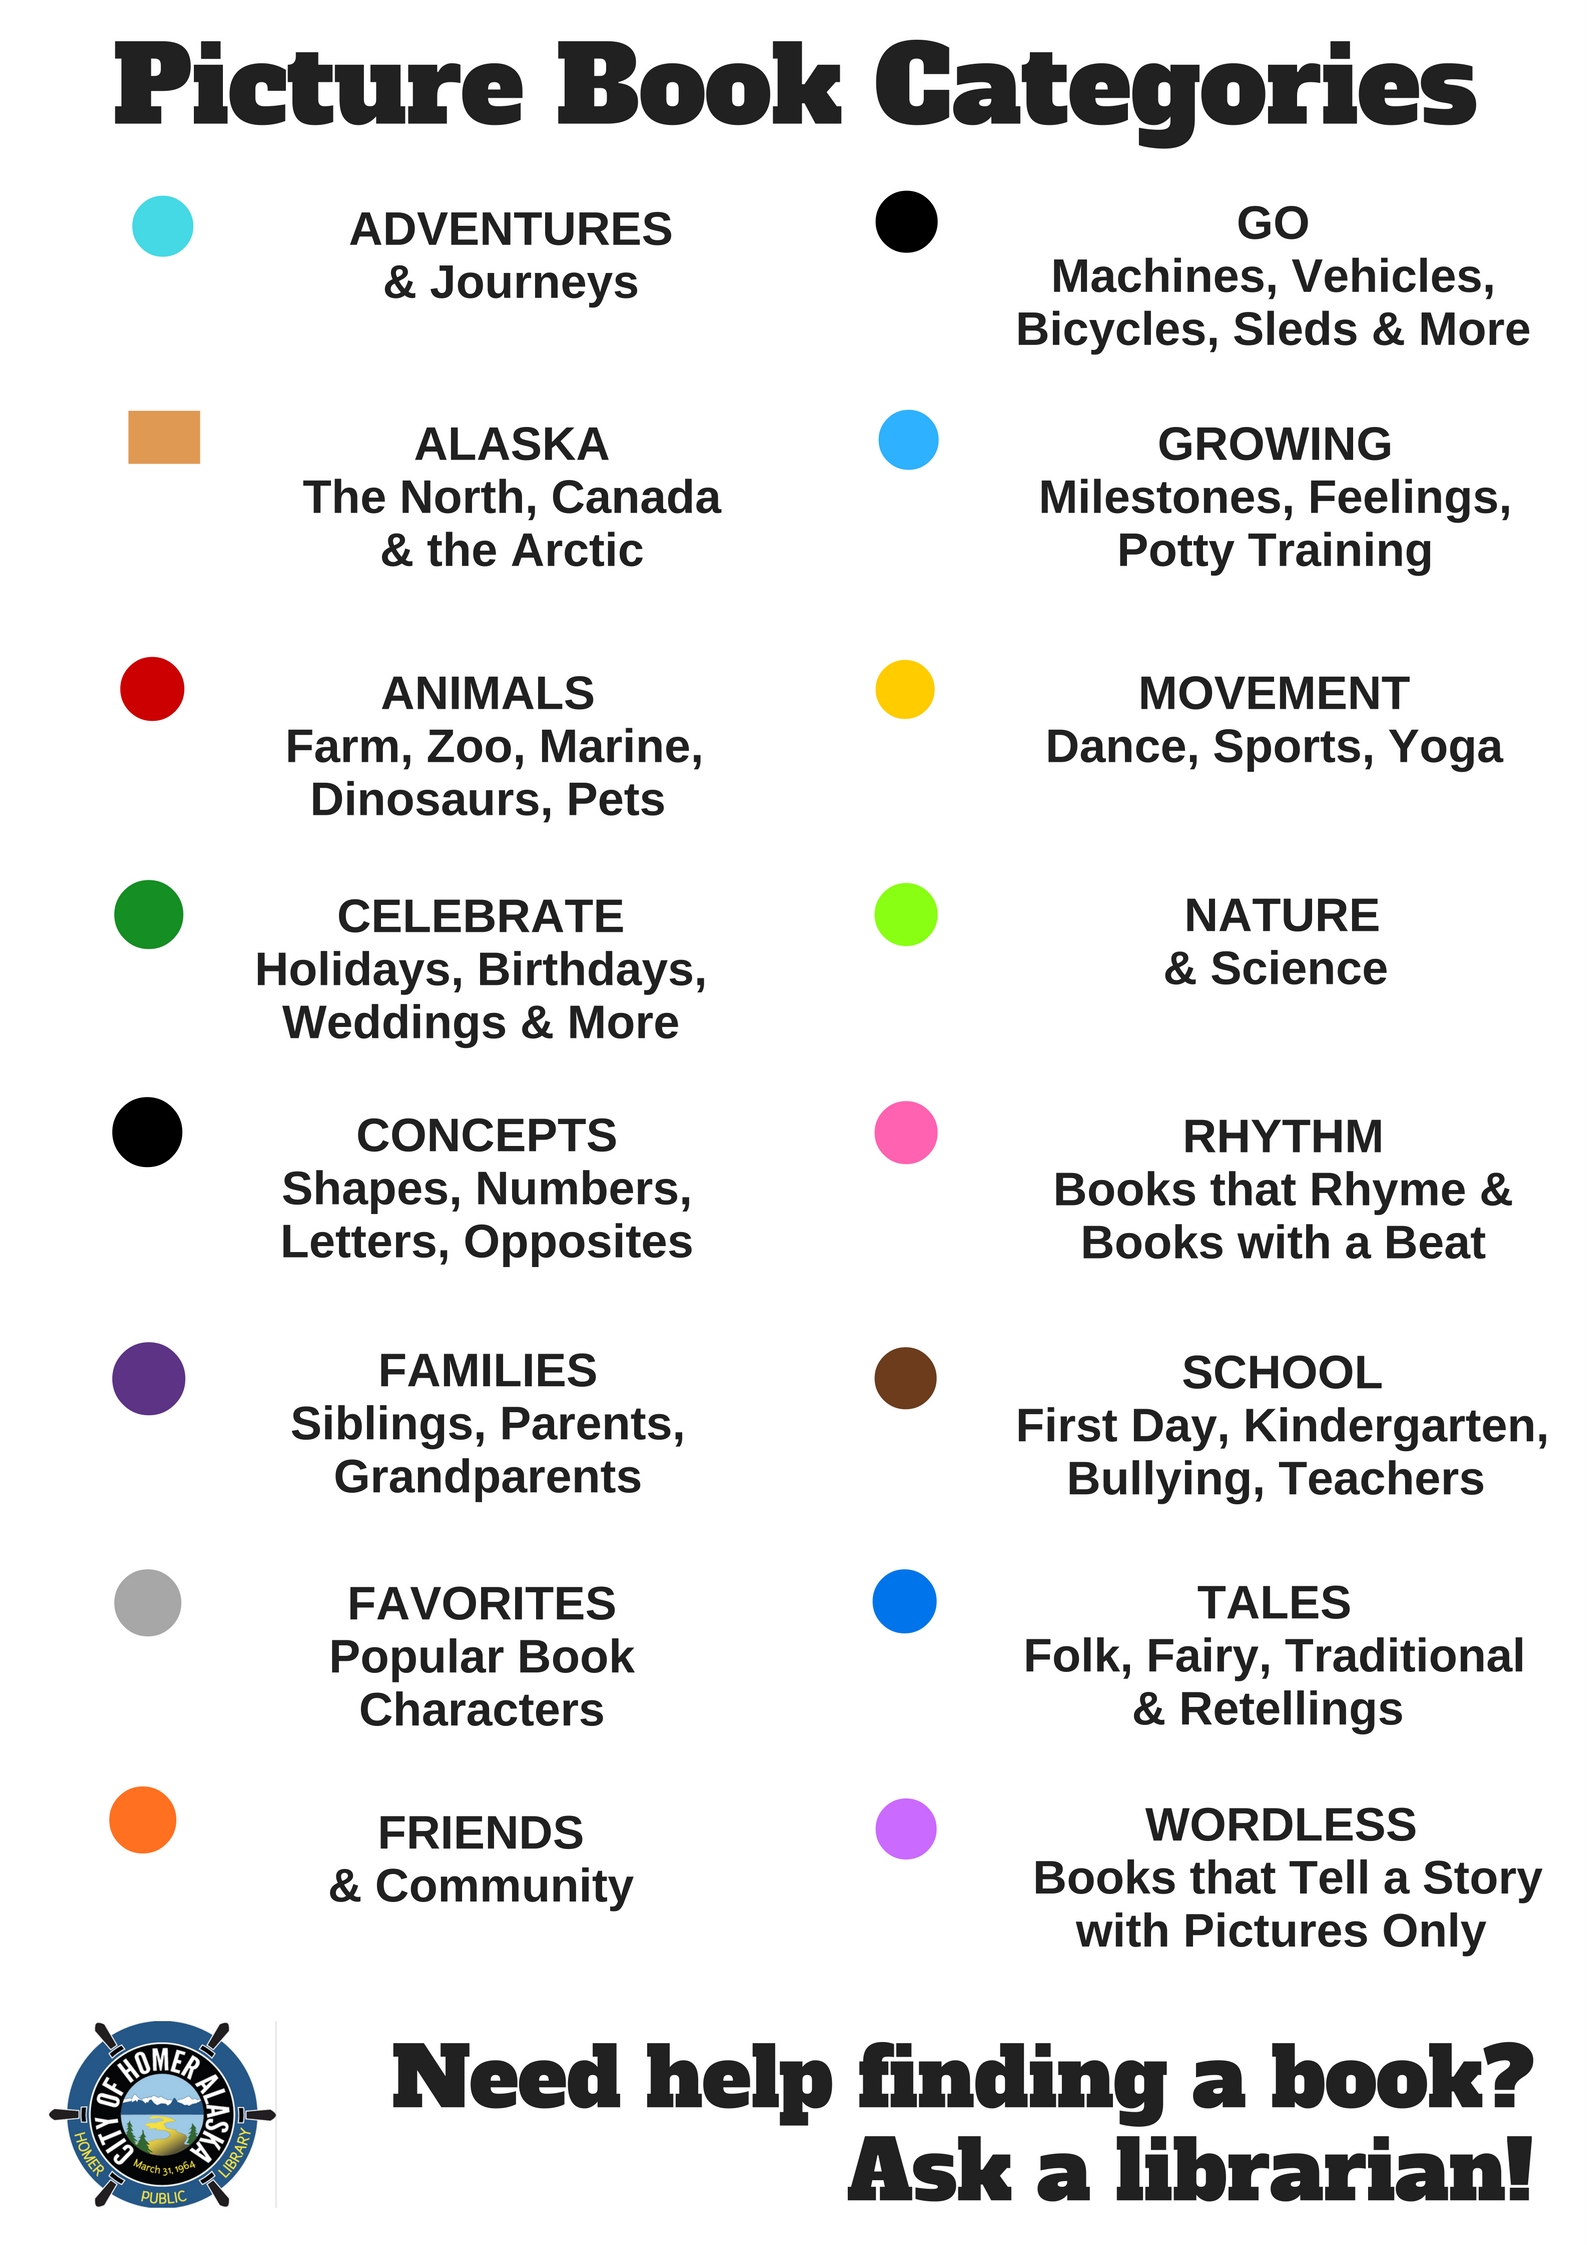 Picture Book Categories
ADVENTURES
& Journeys
ALASKA
The North, Canada
& the Arctic
ANIMALS
Farm, Zoo, Marine,
Dinosaurs, Pets
CELEBRATE
Holidays, Birthdays,
Weddings & More
CONCEPTS
Shapes, Numbers,
Letters, Opposites
FAMILIES
Siblings, Parents,
Grandparents
FAVORITES
Popular Book
Characters
FRIENDS
& Community
GO
Machines, Vehicles,
Bicycles, Sleds & More
GROWING
Milestones, Feelings,
Potty Training
MOVEMENT
Dance, Sports, Yoga
NATURE
& Science
RHYTHM
Books that Rhyme &
Books with a Beat
SCHOOL
First Day, Kindergarten,
Bullying, Teachers
TALES
Folk, Fairy, Traditional
& Retellings
WORDLESS
Books that Tell a Story
with Pictures Only
CITY OF HOMER ALASKA
March 31, 1964
HOMER PUBLIC LIBRARY
Need help finding a book?
Ask a librarian!